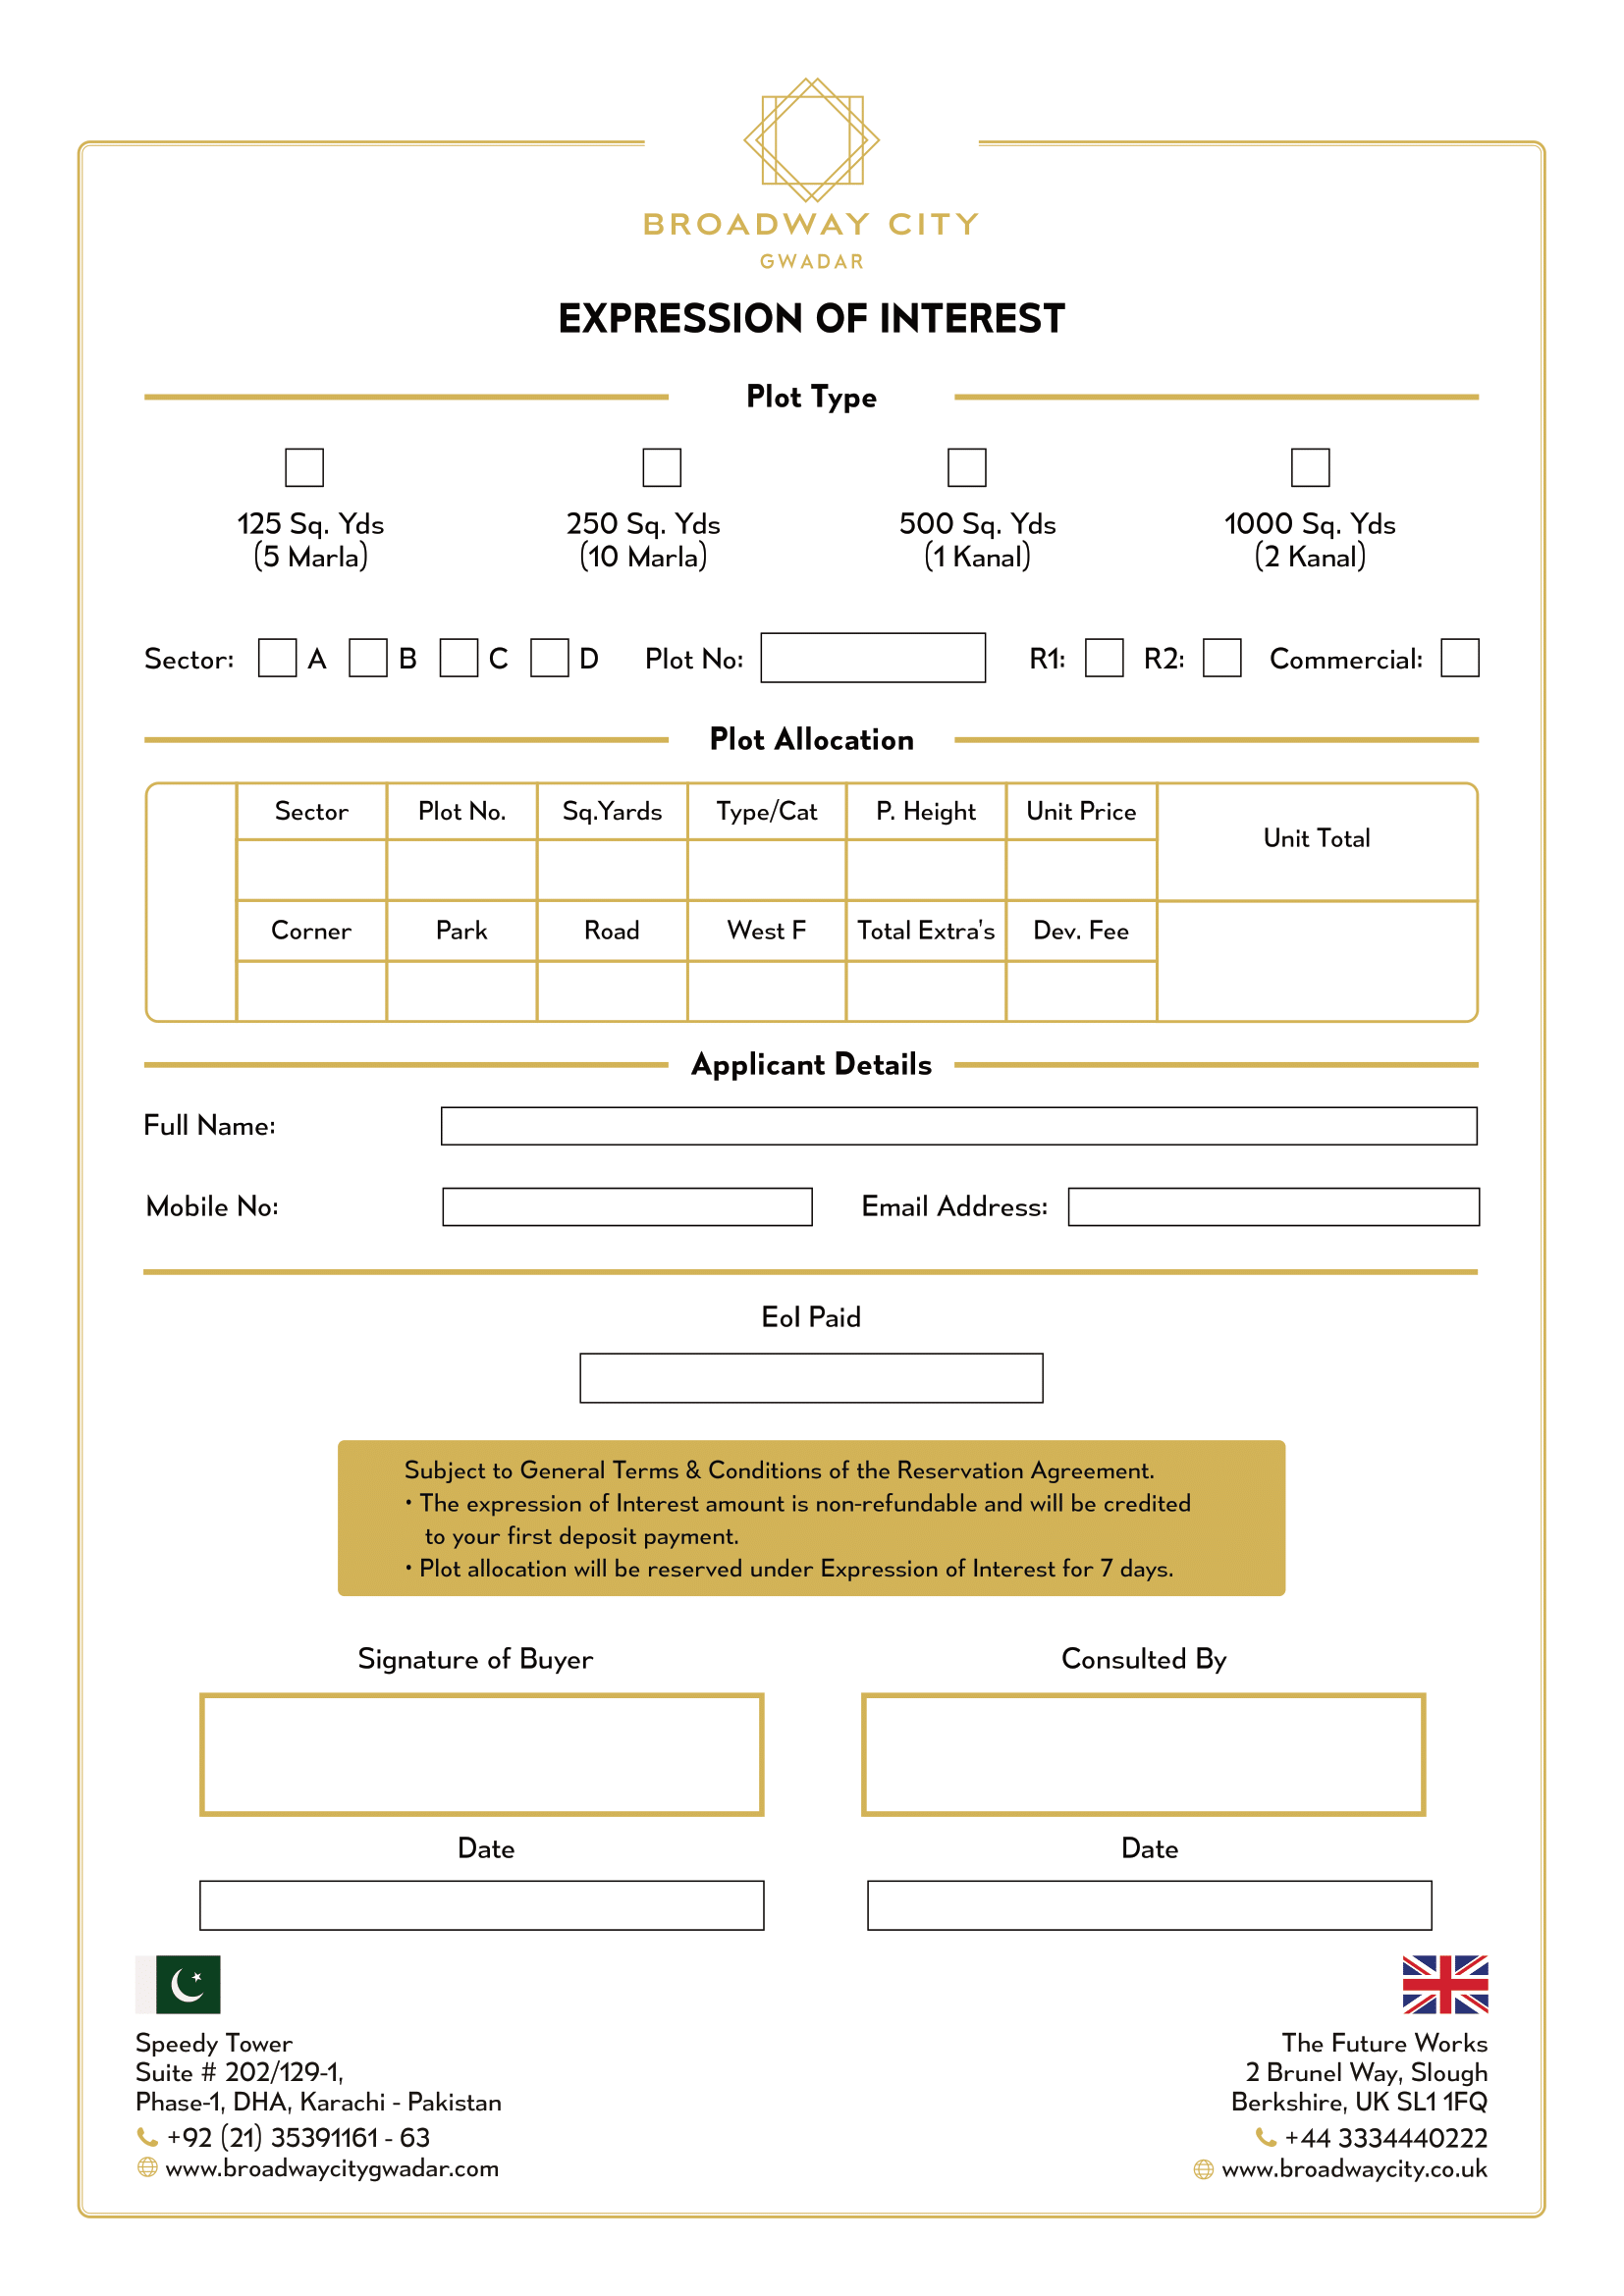 BROADWAY CITY
GWADAR
EXPRESSION OF INTEREST
Plot Type
125 Sq. Yds 250 Sq. Yds 500 Sq. Yds 1000 Sq. Yds
(5 Marla) (10 Marla) (1 Kanal) (2 Kanal)
Sector: A B C D Plot No: R1: R2: Commercial:
Plot Allocation
Sector Plot No. Sq.Yards Type/Cat P. Height Unit Price
Unit Total
Corner Park Road West F Total Extra's Dev. Fee
Applicant Details
Full Name:
Mobile No: Email Address:
EoI Paid
Subject to General Terms & Conditions of the Reservation Agreement.
• The expression of Interest amount is non-refundable and will be credited
to your first deposit payment.
• Plot allocation will be reserved under Expression of Interest for 7 days.
Signature of Buyer Consulted By
Date Date
Speedy Tower
Suite # 202/129-1,
Phase-1, DHA, Karachi - Pakistan
+92 (21) 35391161 - 63
www.broadwaycitygwadar.com
The Future Works
2 Brunel Way, Slough
Berkshire, UK SL1 1FQ
+44 3334440222
www.broadwaycity.co.uk